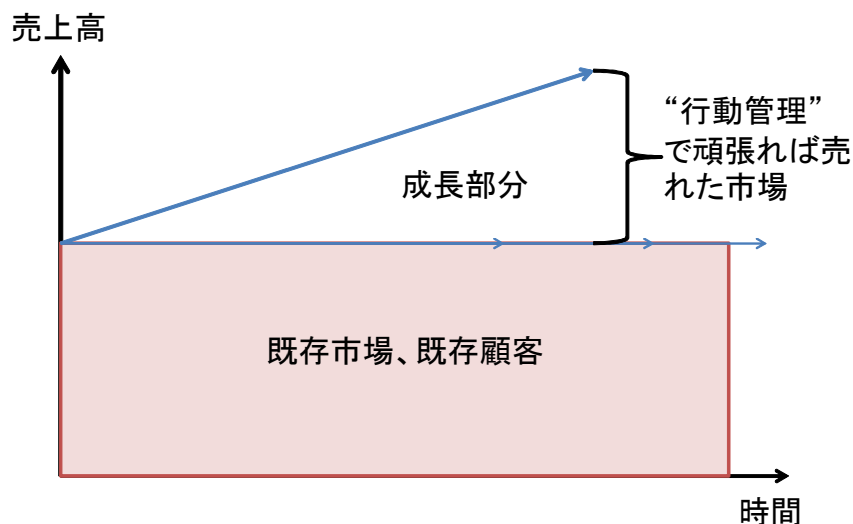 売上高
“行動管理”
で頑張れば売
れた市場
成長部分
既存市場、既存顧客
時間